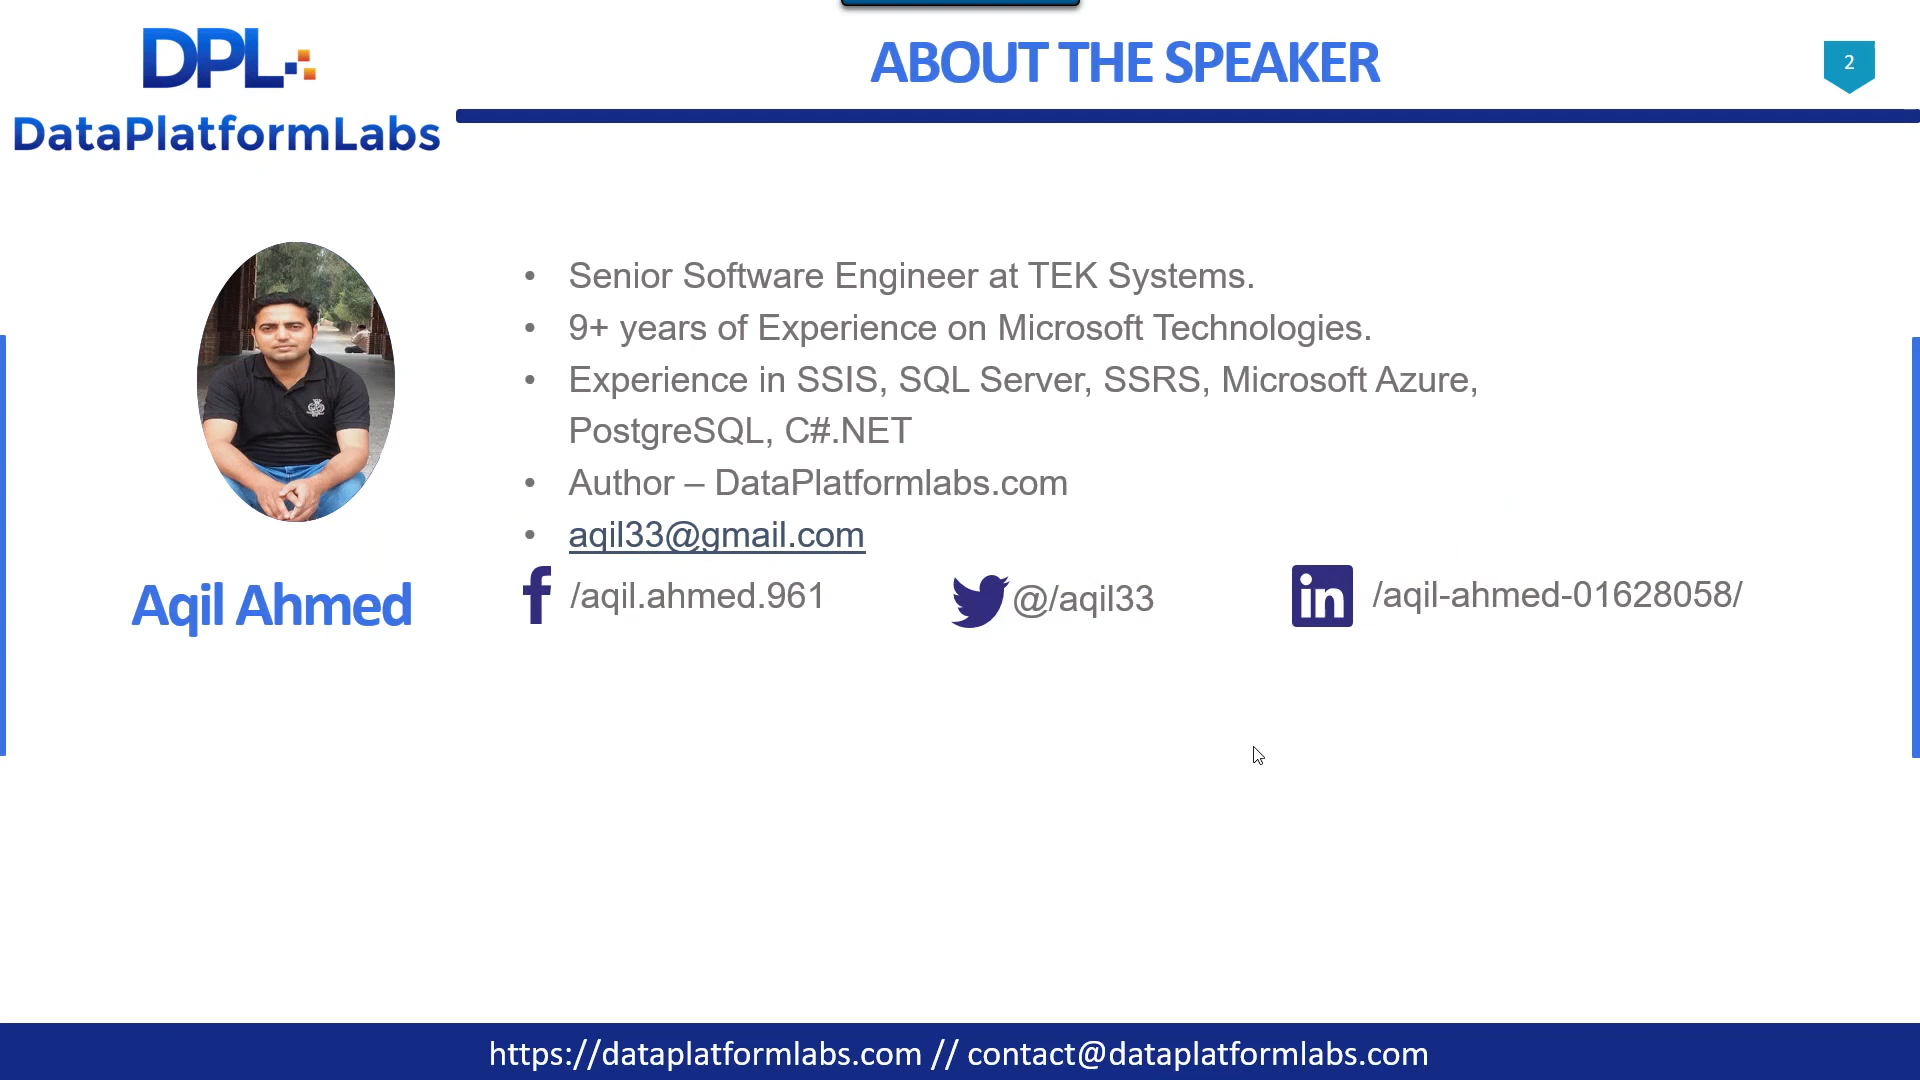 DPL
DataPlatformLabs
ABOUT THE SPEAKER
2
• Senior Software Engineer at TEK Systems.
• 9+ years of Experience on Microsoft Technologies.
• Experience in SSIS, SQL Server, SSRS, Microsoft Azure,
PostgreSQL, C#.NET
• Author – DataPlatformlabs.com
• aqil33@gmail.com
Aqil Ahmed
f /aqil.ahmed.961
@/aqil33
in /aqil-ahmed-01628058/
https://dataplatformlabs.com // contact@dataplatformlabs.com